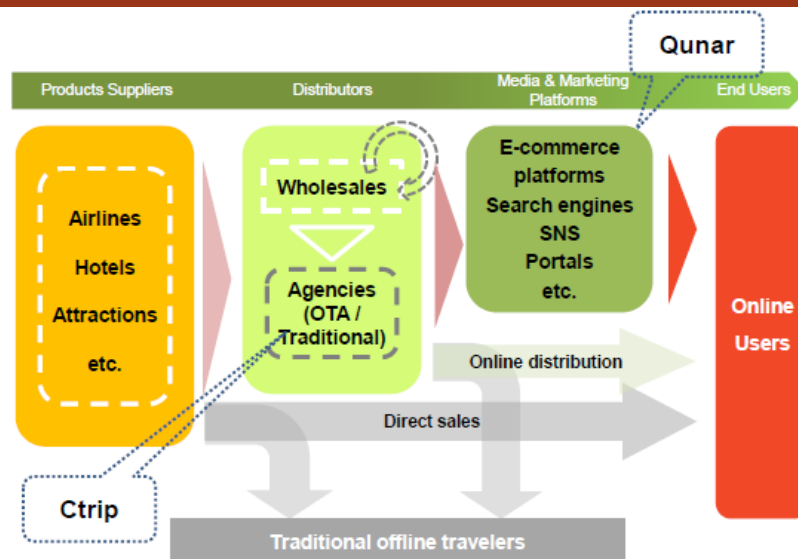 Qunar
Products Suppliers
Distributors
Media & Marketing
Platforms
End Users
Airlines
Hotels
Attractions
etc.
Wholesales
Agencies
(OTA /
Traditional)
E-commerce
platforms
Search engines
SNS
Portals
etc.
Online
Users
Online distribution
Direct sales
Ctrip
Traditional offline travelers